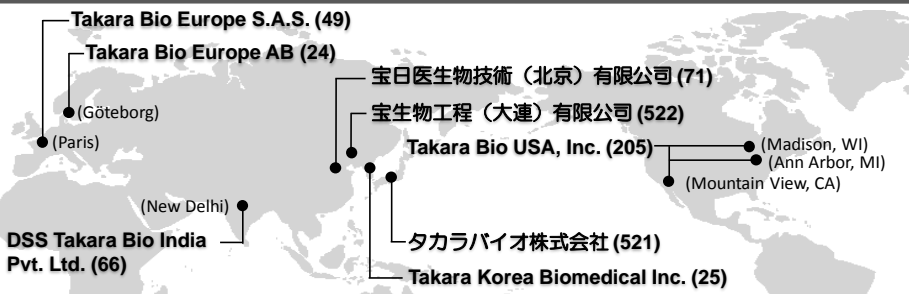 Takara Bio Europe S.A.S. (49)
Takara Bio Europe AB (24)
(Göteborg)
(Paris)
宝日医生物技術（北京）有限公司 (71)
宝生物工程（大連）有限公司 (522)
Takara Bio USA, Inc. (205)
(Madison, WI)
(Ann Arbor, MI)
(Mountain View, CA)
(New Delhi)
DSS Takara Bio India
Pvt. Ltd. (66)
タカラバイオ株式会社 (521)
Takara Korea Biomedical Inc. (25)